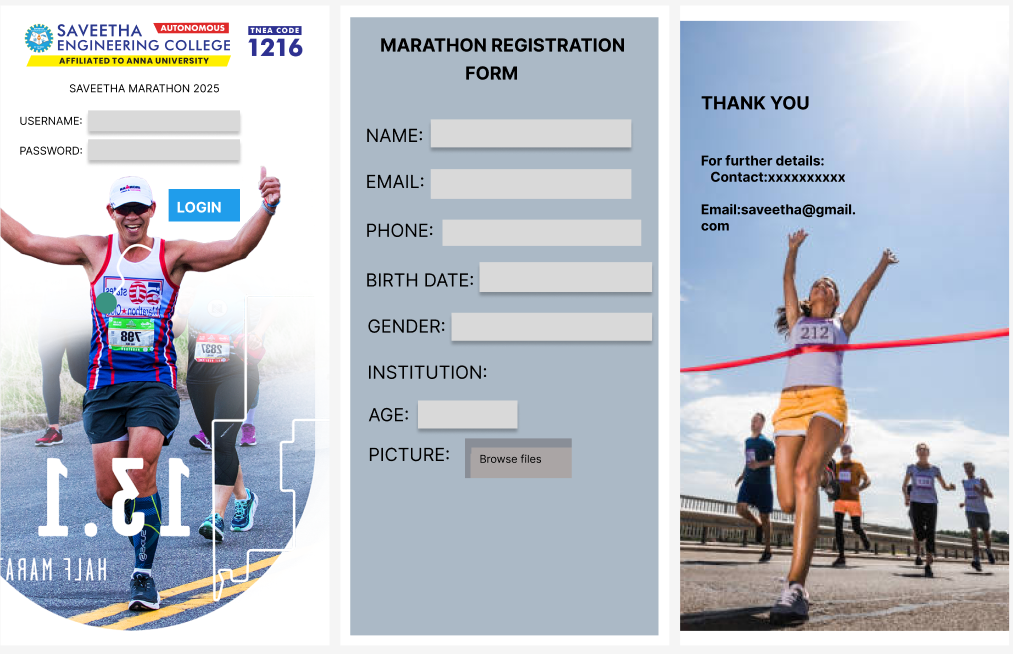 SAVEETHA AUTONOMOUS
ENGINEERING COLLEGE
AFFILIATED TO ANNA UNIVERSITY
TNEA CODE
1216
SAVEETHA MARATHON 2025
USERNAME:
PASSWORD:
LOGIN
798
2837
13.1
HALF MARAT
MARATHON REGISTRATION
FORM
NAME:
EMAIL:
PHONE:
BIRTH DATE:
GENDER:
INSTITUTION:
AGE:
PICTURE:
Browse files
THANK YOU
For further details:
Contact:xxxxxxxxxx
Email:saveetha@gmail.
com
212